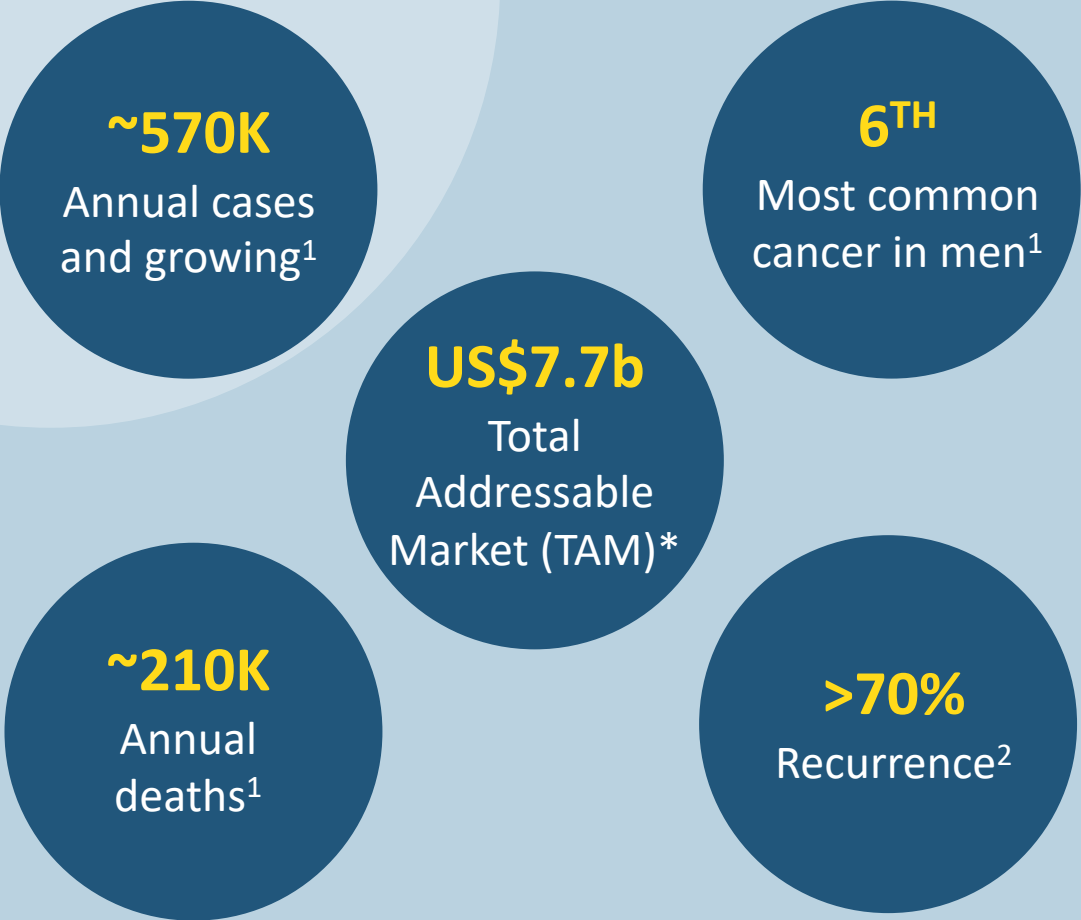 ~570K
Annual cases
and growing¹
6TH
Most common
cancer in men¹
US$7.7b
Total
Addressable
Market (TAM)*
~210K
Annual
deaths¹
>70%
Recurrence²